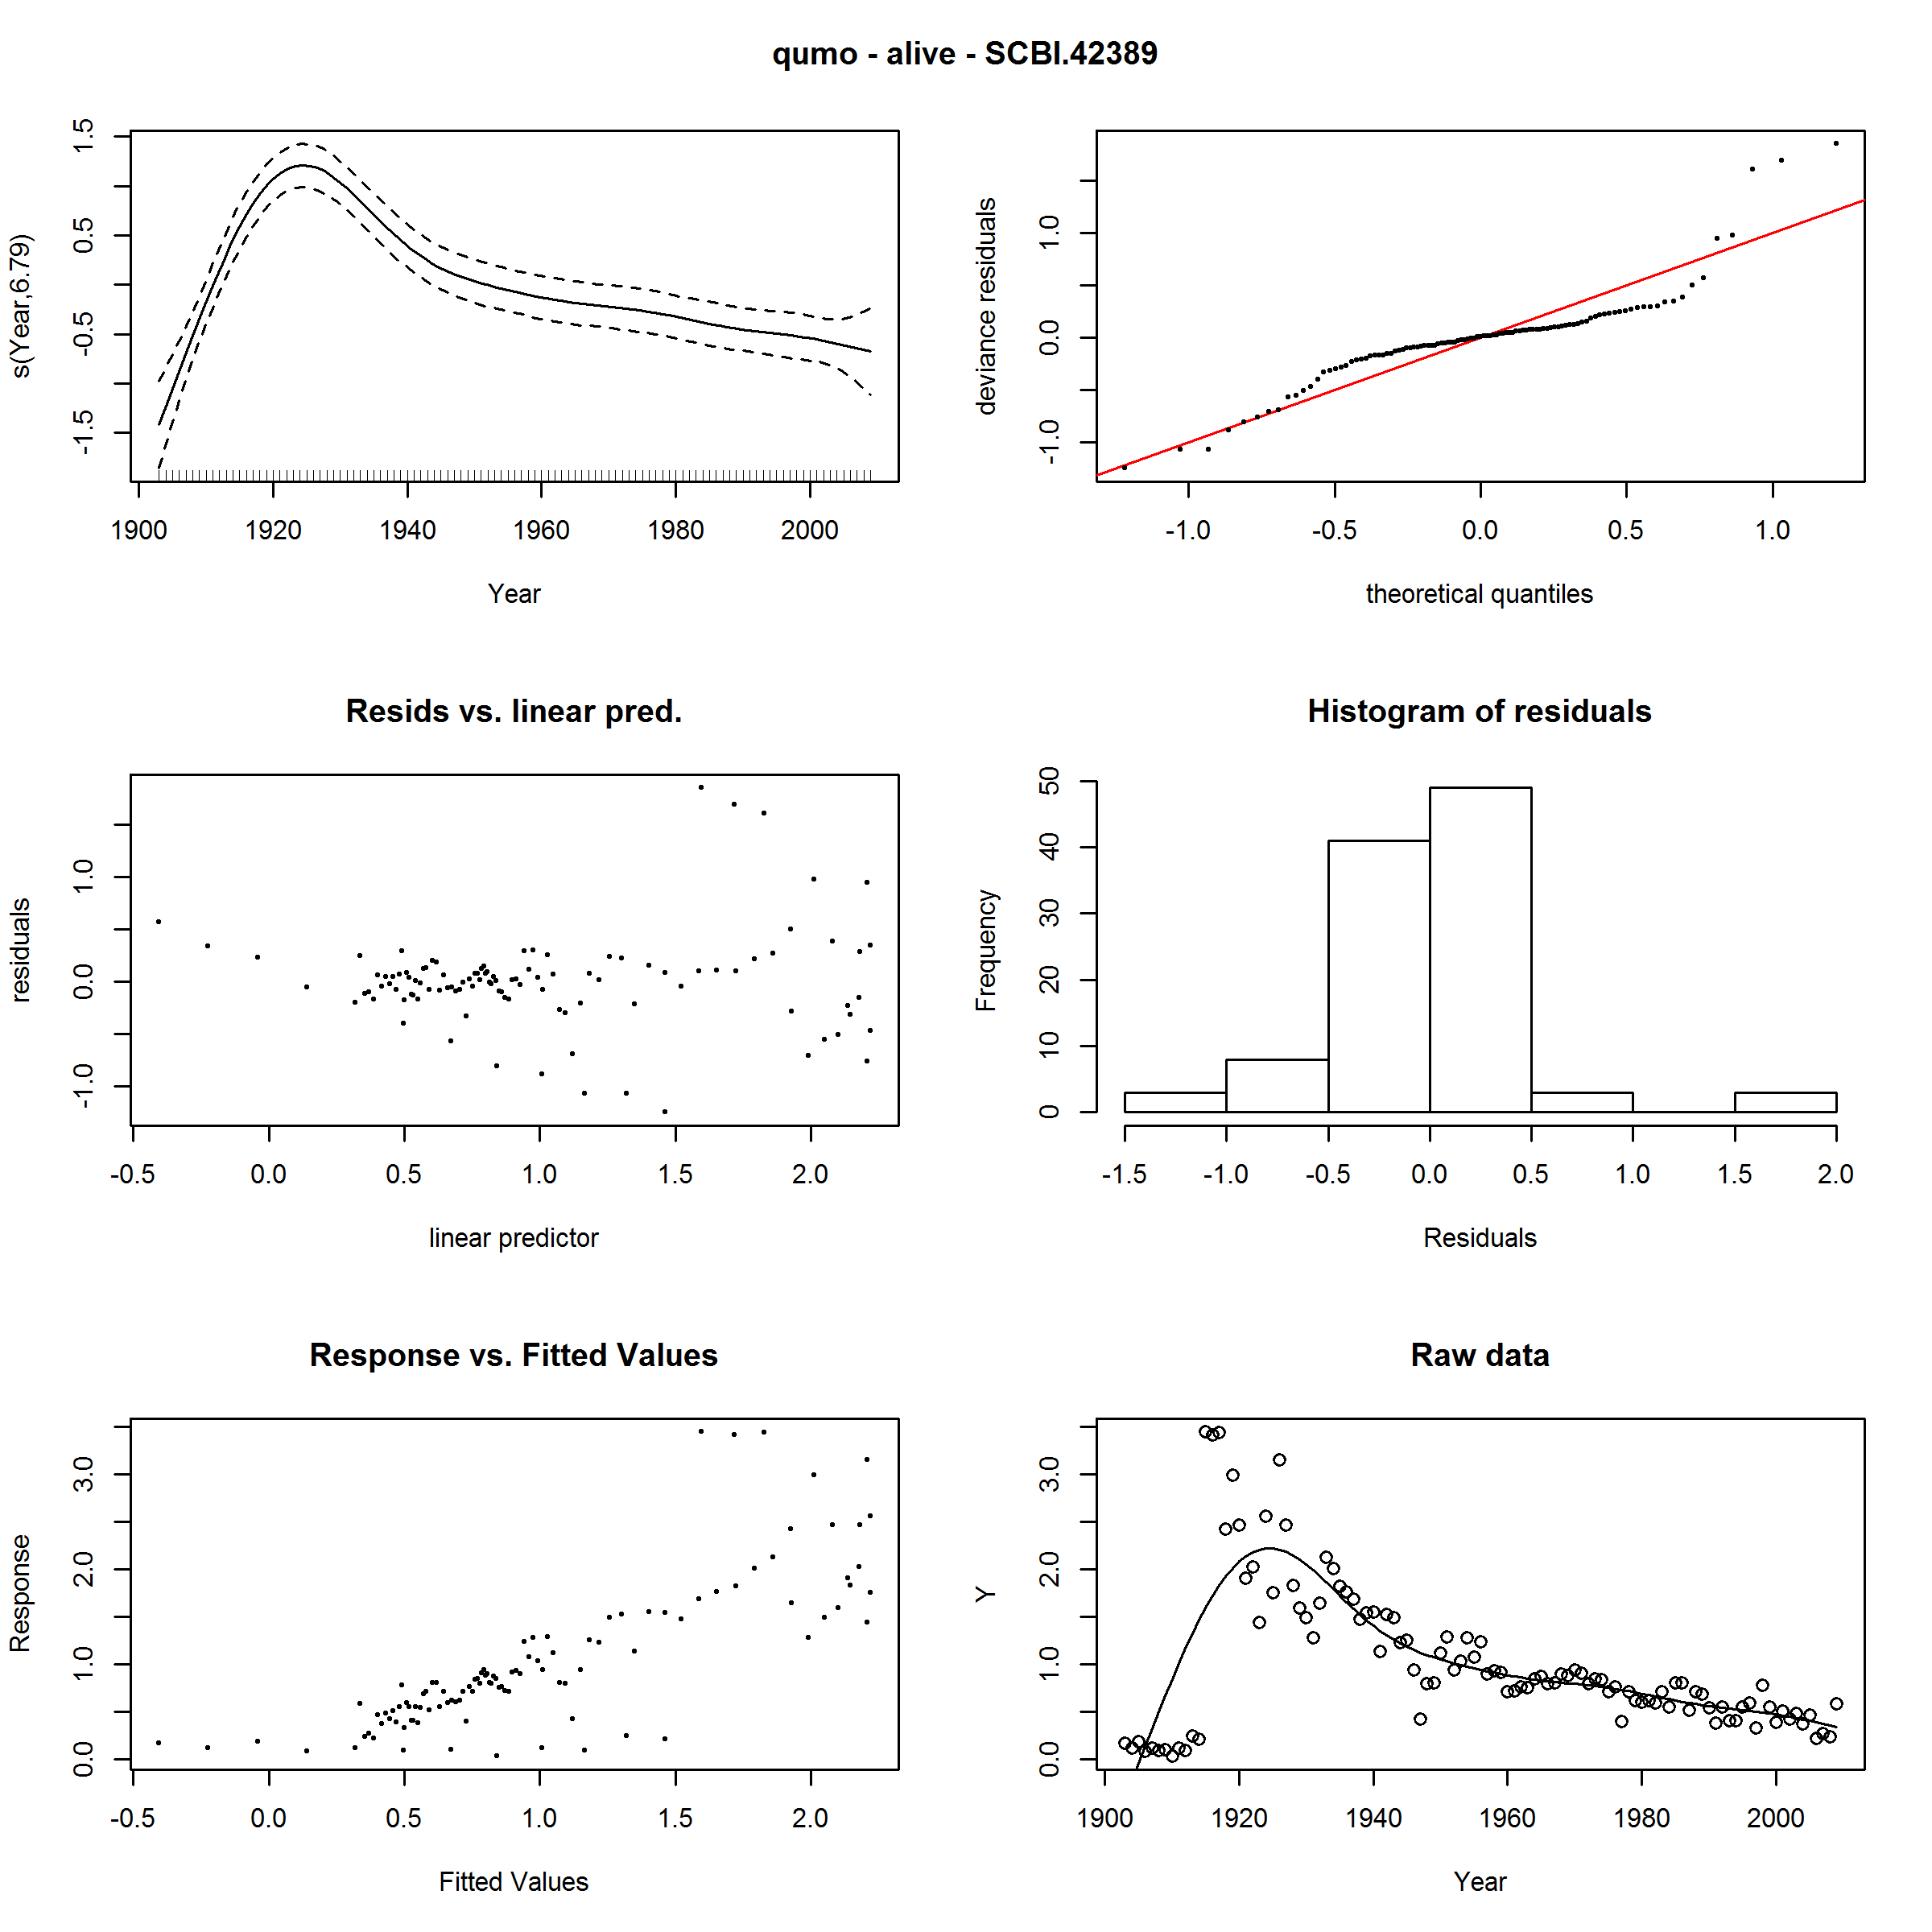 qumo - alive - SCBI.42389
s(Year,6.79)
-1.5 -0.5 0.5 1.5
1900 1920 1940 1960 1980 2000
Year
deviance residuals
-1.0 0.0 1.0
-1.0 -0.5 0.0 0.5 1.0
theoretical quantiles
Resids vs. linear pred.
residuals
-1.0 0.0 1.0
-0.5 0.0 0.5 1.0 1.5 2.0
linear predictor
Histogram of residuals
Frequency
0 10 20 30 40 50
-1.5 -1.0 -0.5 0.0 0.5 1.0 1.5 2.0
Residuals
Response vs. Fitted Values
Response
0.0 1.0 2.0 3.0
-0.5 0.0 0.5 1.0 1.5 2.0
Fitted Values
Raw data
Y
0.0 1.0 2.0 3.0
1900 1920 1940 1960 1980 2000
Year